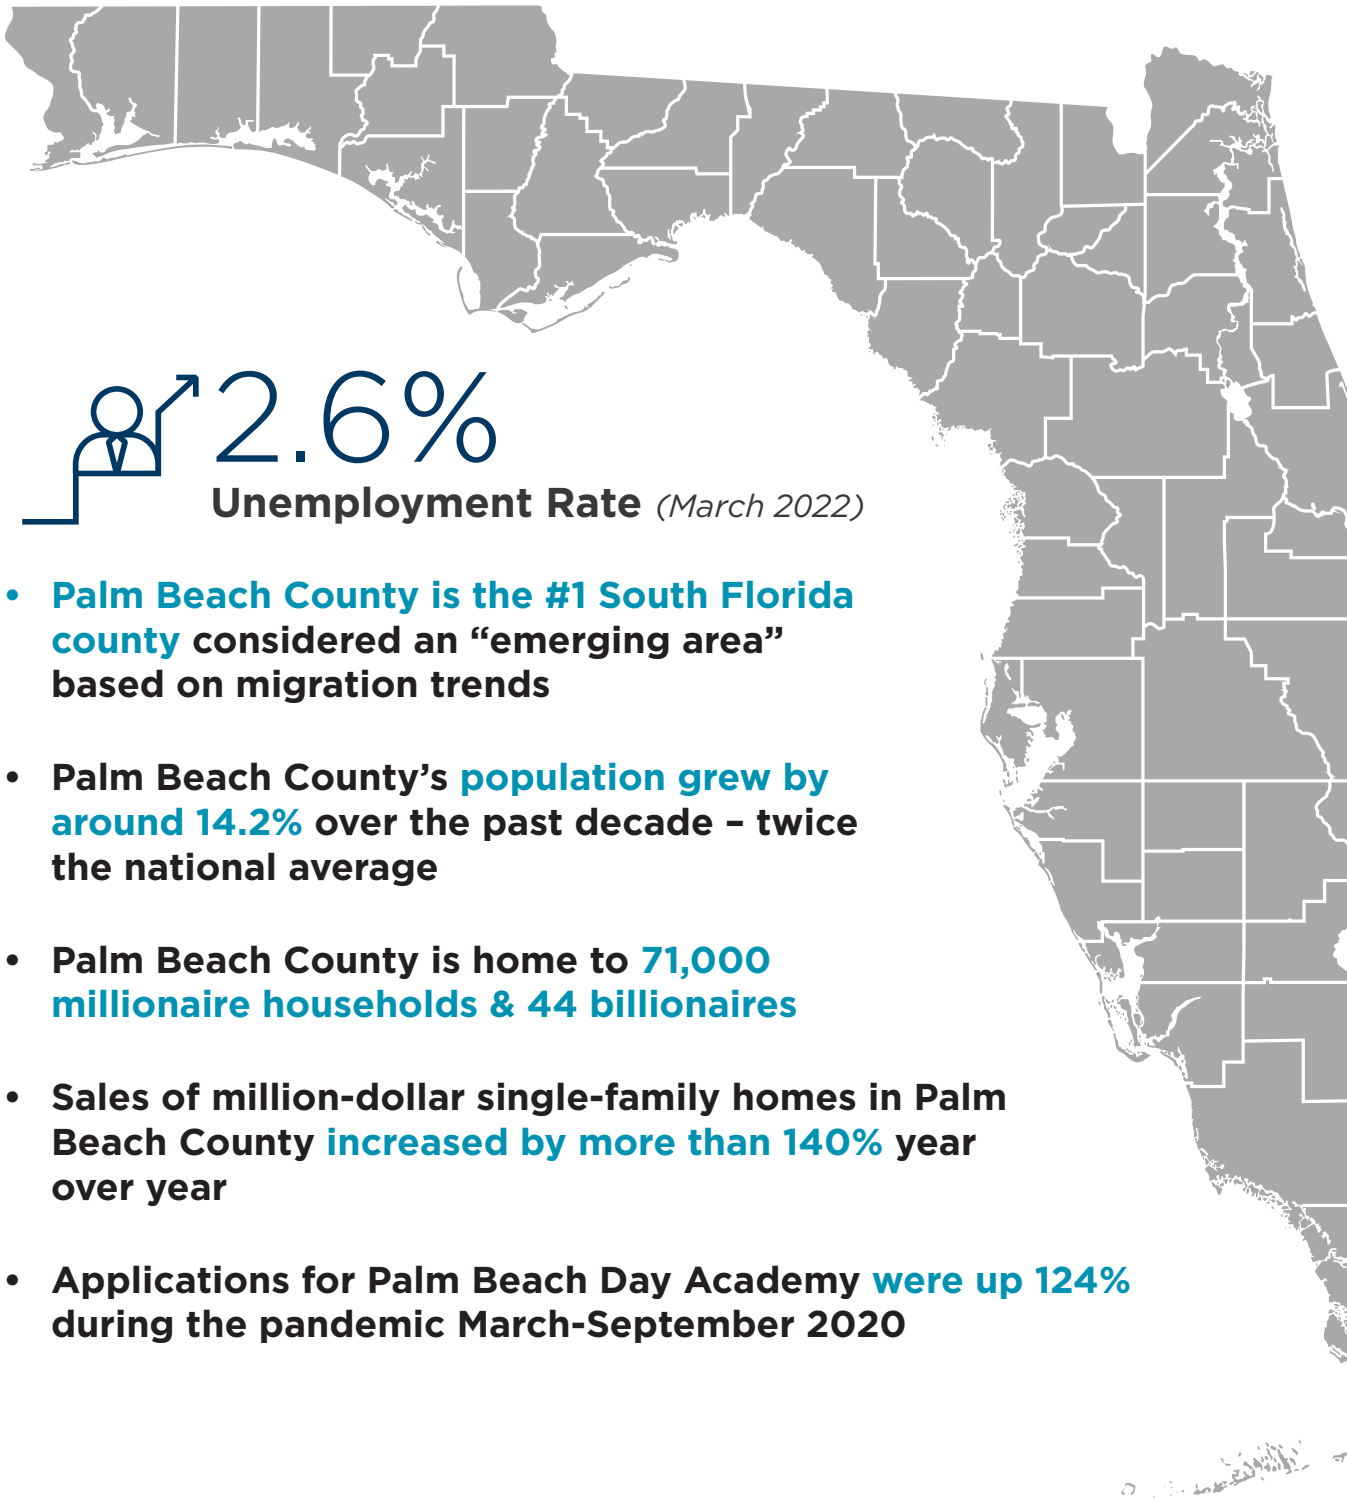 2.6%
Unemployment Rate (March 2022)
• Palm Beach County is the #1 South Florida
county considered an “emerging area”
based on migration trends
• Palm Beach County’s population grew by
around 14.2% over the past decade – twice
the national average
• Palm Beach County is home to 71,000
millionaire households & 44 billionaires
• Sales of million-dollar single-family homes in Palm
Beach County increased by more than 140% year
over year
• Applications for Palm Beach Day Academy were up 124%
during the pandemic March-September 2020